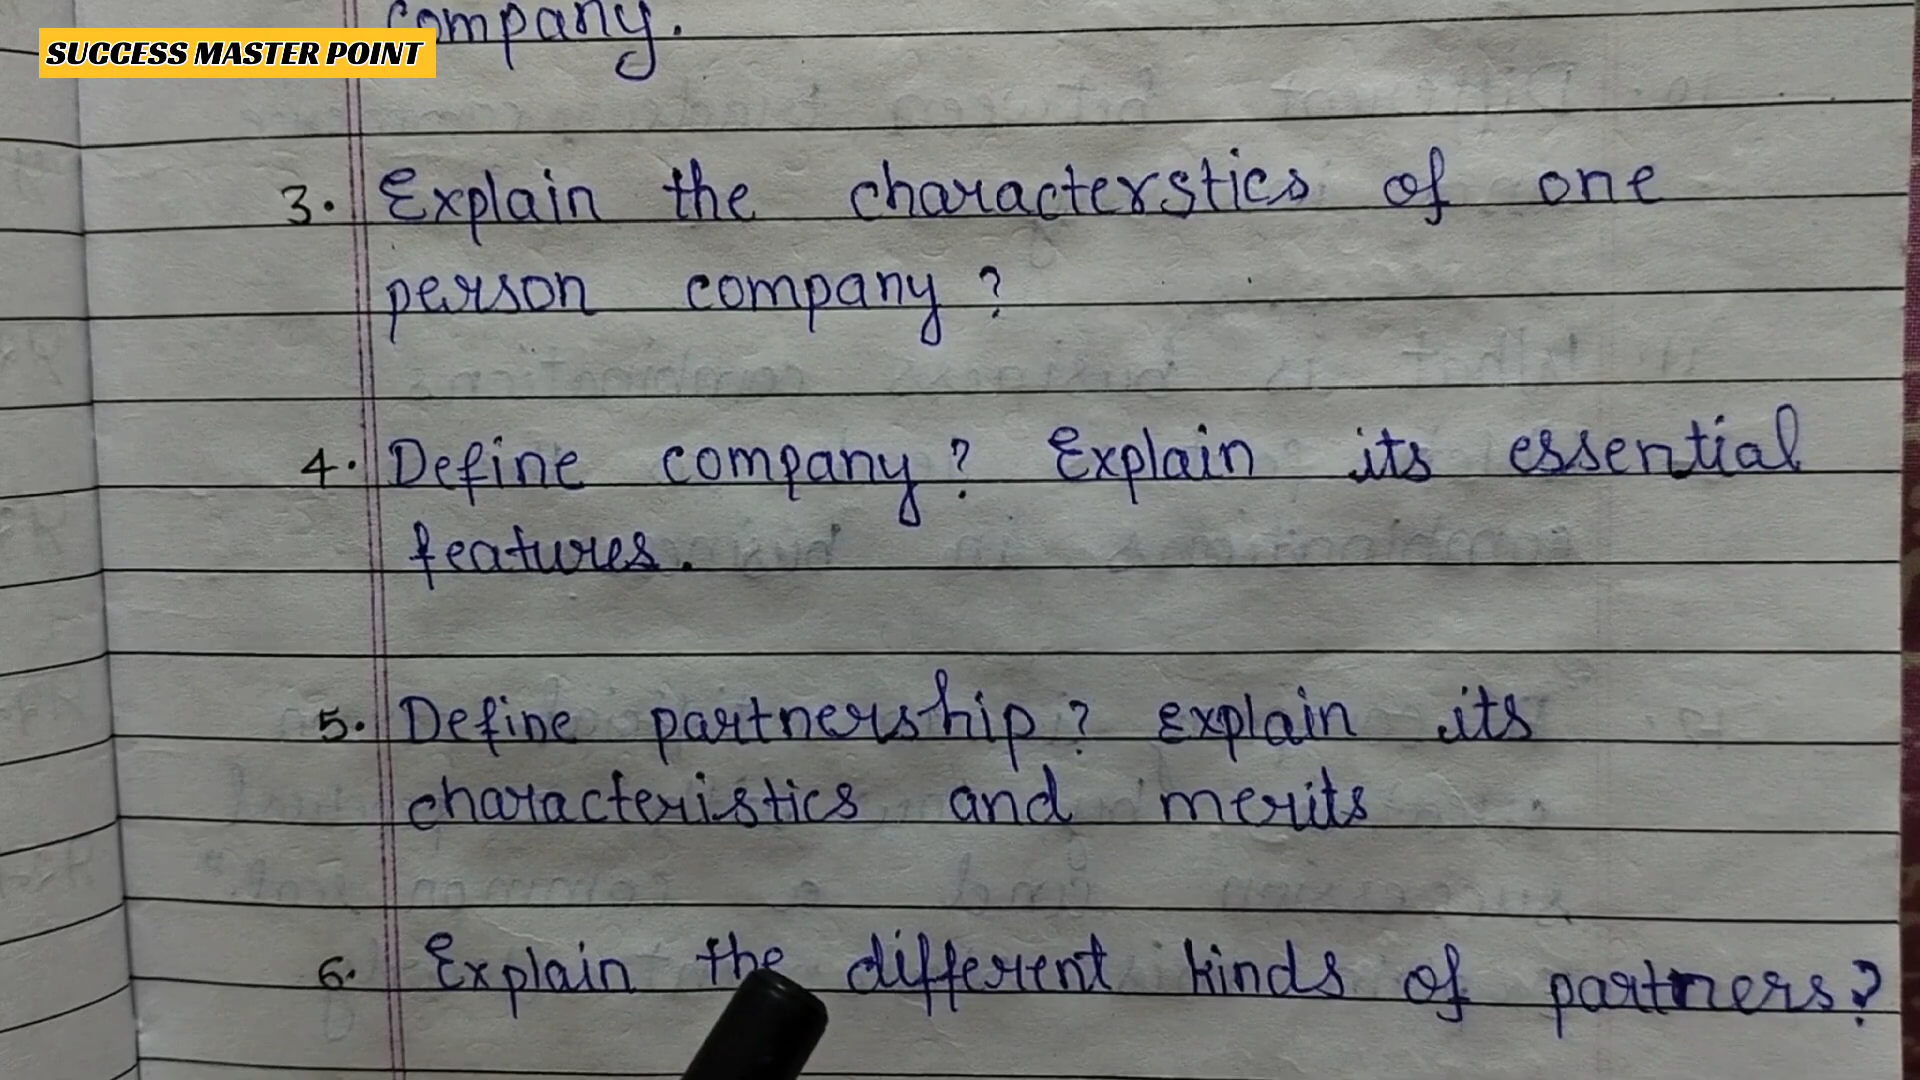 company.
SUCCESS MASTER POINT
3. Explain the characterstics of one
person company?
4. Define company? Explain its essential
features.
5. Define partnership? explain its
characteristics and merits
6. Explain the different kinds of partners?